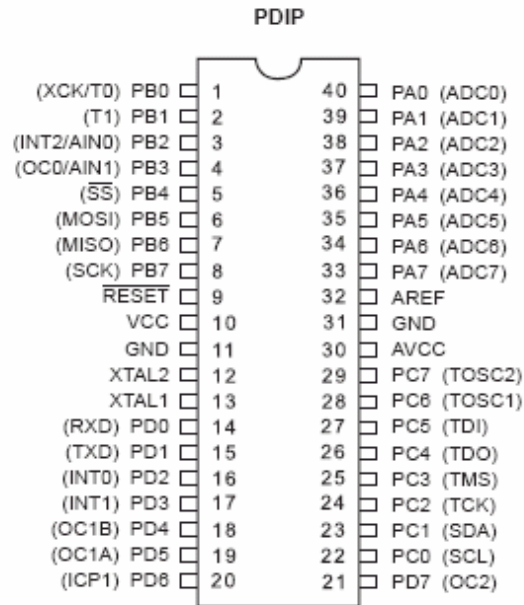 PDIP
(XCK/T0) PB0 1 40 PA0 (ADC0)
(T1) PB1 2 39 PA1 (ADC1)
(INT2/AIN0) PB2 3 38 PA2 (ADC2)
(OC0/AIN1) PB3 4 37 PA3 (ADC3)
(SS) PB4 5 36 PA4 (ADC4)
(MOSI) PB5 6 35 PA5 (ADC5)
(MISO) PB6 7 34 PA6 (ADC6)
(SCK) PB7 8 33 PA7 (ADC7)
RESET 9 32 AREF
VCC 10 31 GND
GND 11 30 AVCC
XTAL2 12 29 PC7 (TOSC2)
XTAL1 13 28 PC6 (TOSC1)
(RXD) PD0 14 27 PC5 (TDI)
(TXD) PD1 15 26 PC4 (TDO)
(INT0) PD2 16 25 PC3 (TMS)
(INT1) PD3 17 24 PC2 (TCK)
(OC1B) PD4 18 23 PC1 (SDA)
(OC1A) PD5 19 22 PC0 (SCL)
(ICP1) PD6 20 21 PD7 (OC2)